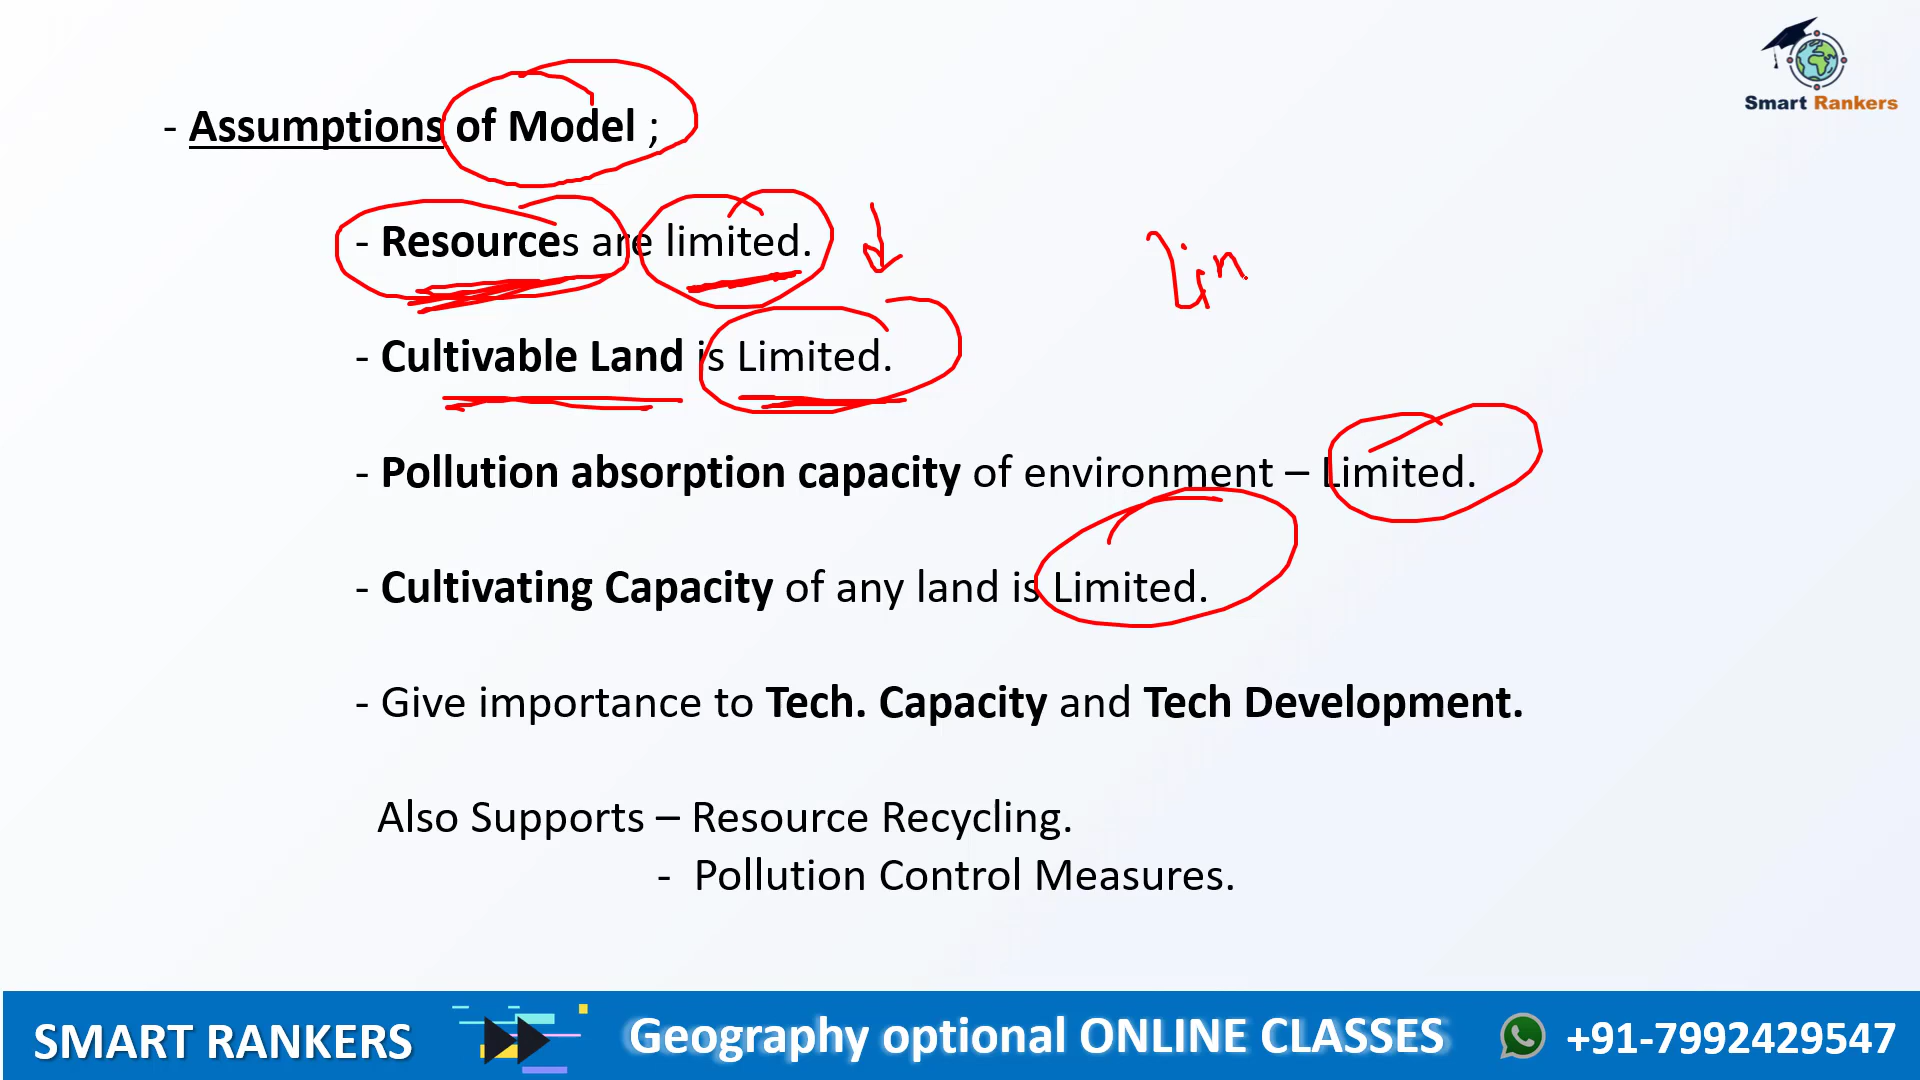 Smart Rankers
- Assumptions of Model ;
- Resources are limited.
Lim
- Cultivable Land is Limited.
- Pollution absorption capacity of environment – Limited.
- Cultivating Capacity of any land is Limited.
- Give importance to Tech. Capacity and Tech Development.
Also Supports – Resource Recycling.
- Pollution Control Measures.
SMART RANKERS Geography optional ONLINE CLASSES +91-7992429547